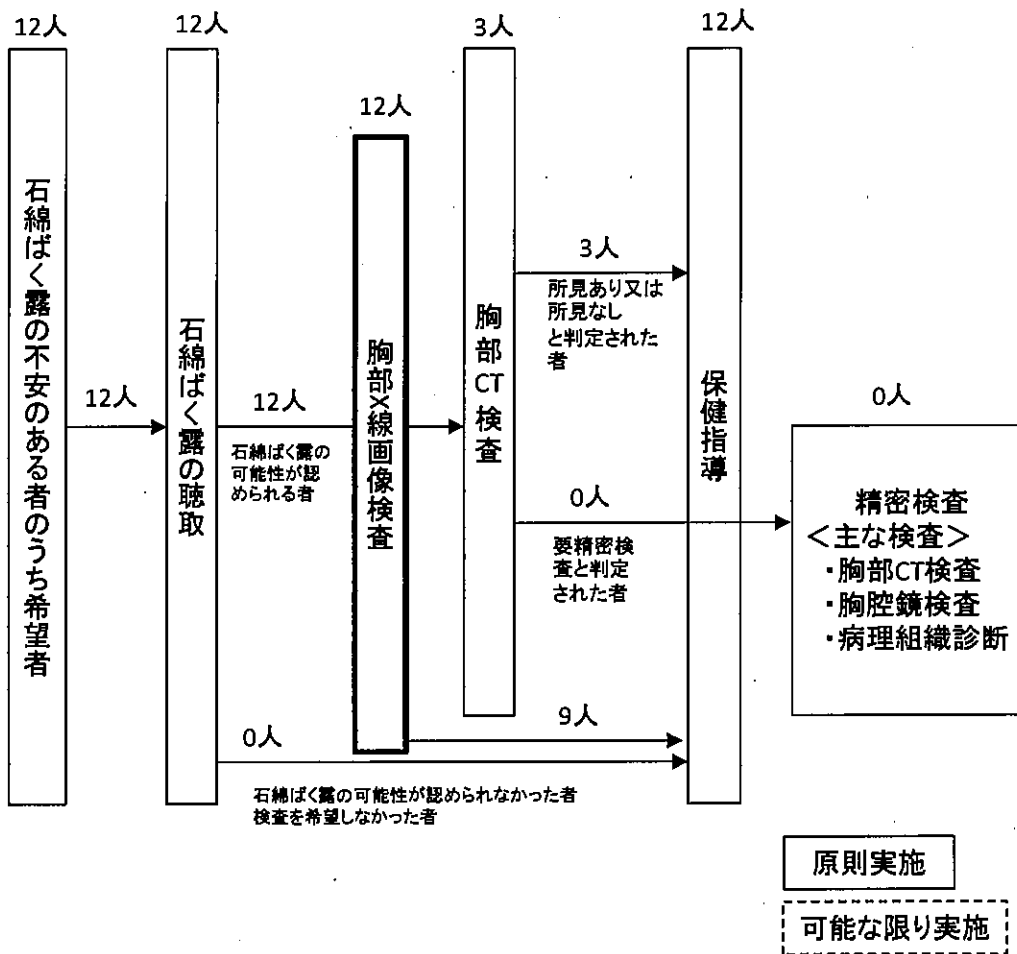 12人
12人
3人
12人
12人
石綿ばく露の不安のある者のうち希望者
12人
石綿ばく露の聴取
12人
石綿ばく露の
可能性が認
められる者
胸部X線画像検査
胸部CT検査
3人
所見あり又は
所見なし
と判定された
者
0人
要精密検
査と判定
された者
保健指導
0人
精密検査
<主な検査>
・胸部CT検査
・胸腔鏡検査
・病理組織診断
9人
0人
石綿ばく露の可能性が認められなかった者
検査を希望しなかった者
原則実施
可能な限り実施